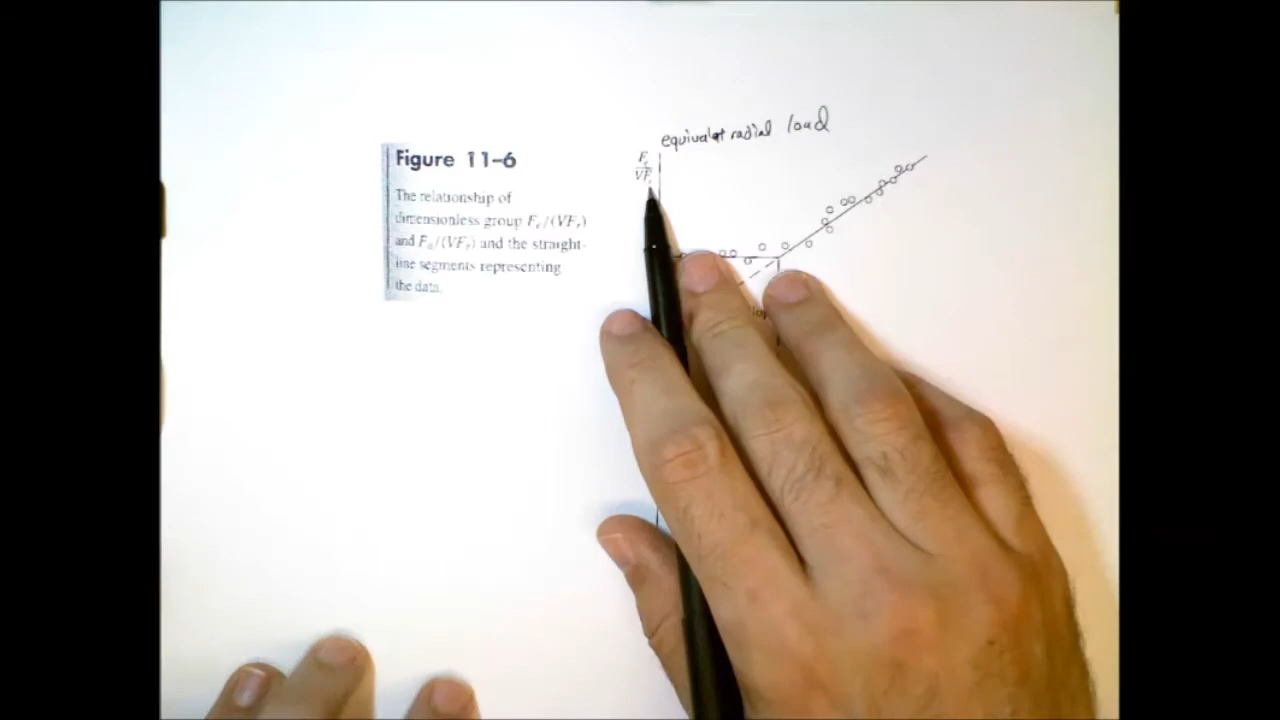 Figure 11–6
The relationship of
dimensionless group Fe/(VFr)
and Fa/(VFr) and the straight-
line segments representing
the data.
equivalet radial load
Fe
VFr